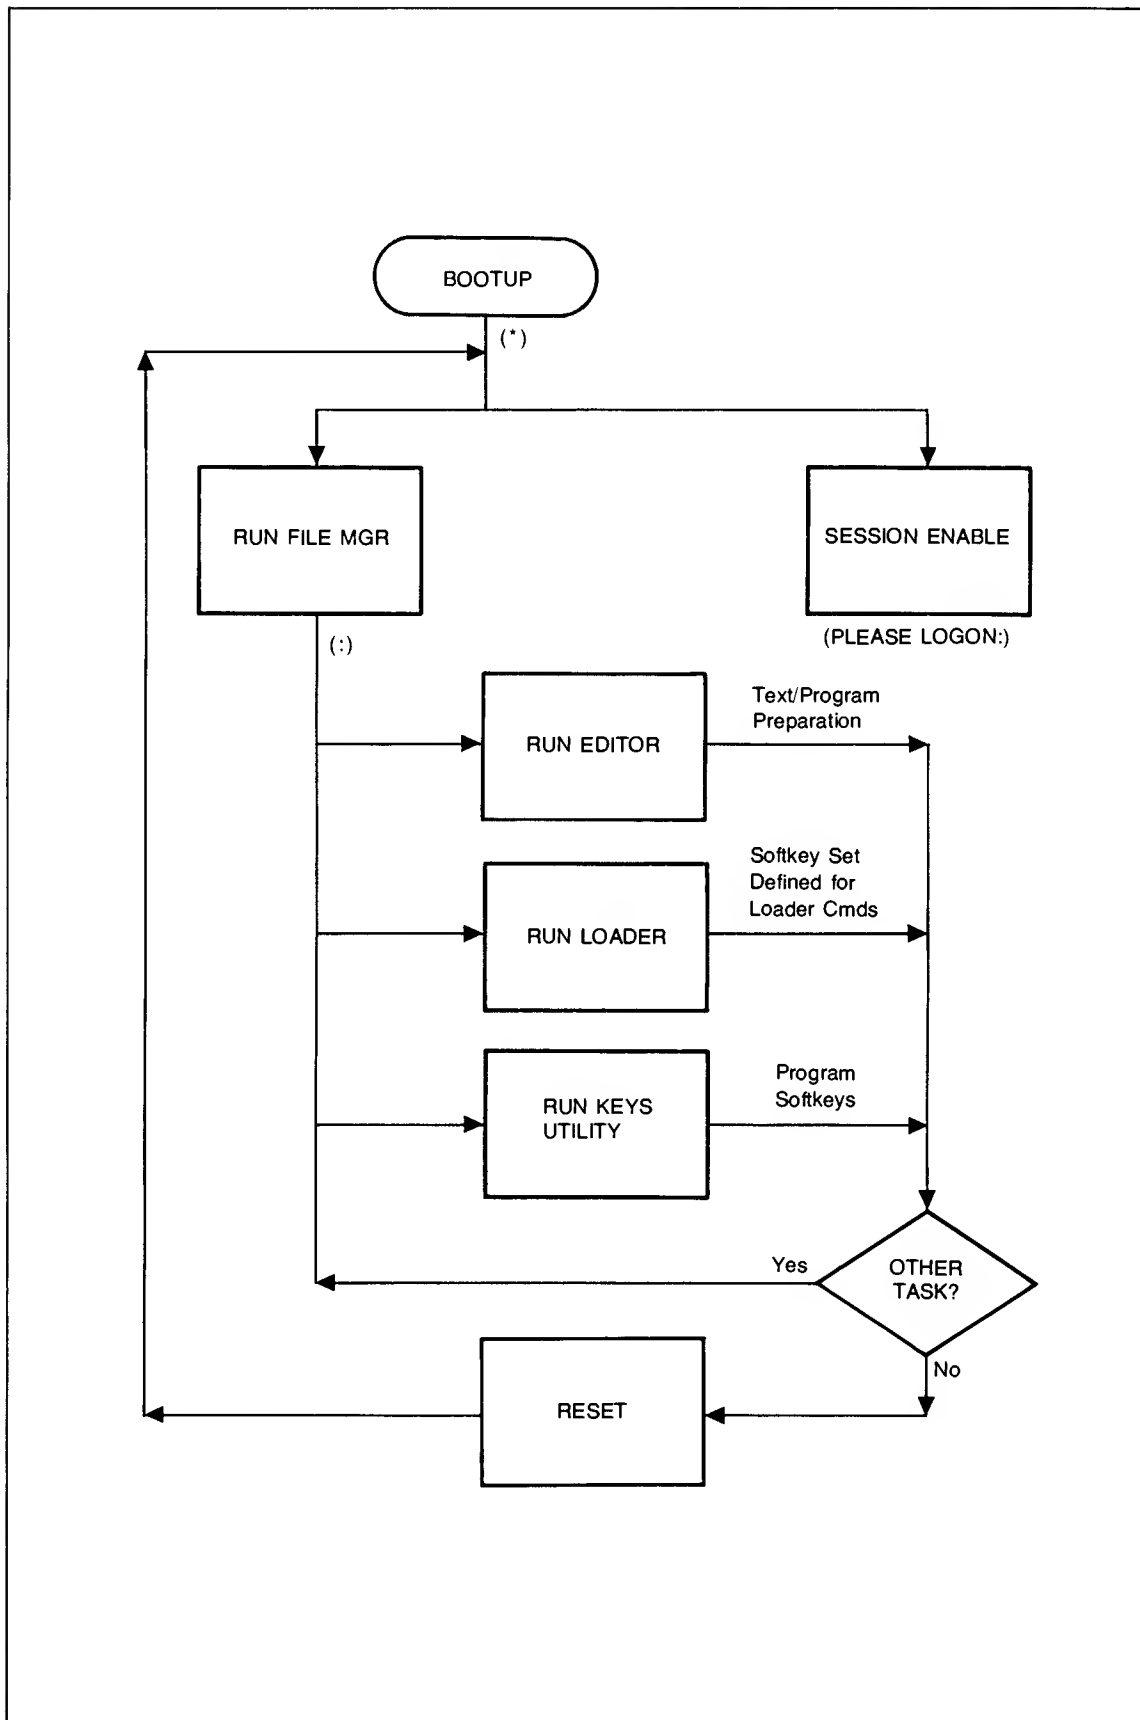 BOOTUP
(*)
RUN FILE MGR
SESSION ENABLE
(:)
(PLEASE LOGON:)
RUN EDITOR
Text/Program
Preparation
RUN LOADER
Softkey Set
Defined for
Loader Cmds
RUN KEYS
UTILITY
Program
Softkeys
Yes
OTHER
TASK?
No
RESET